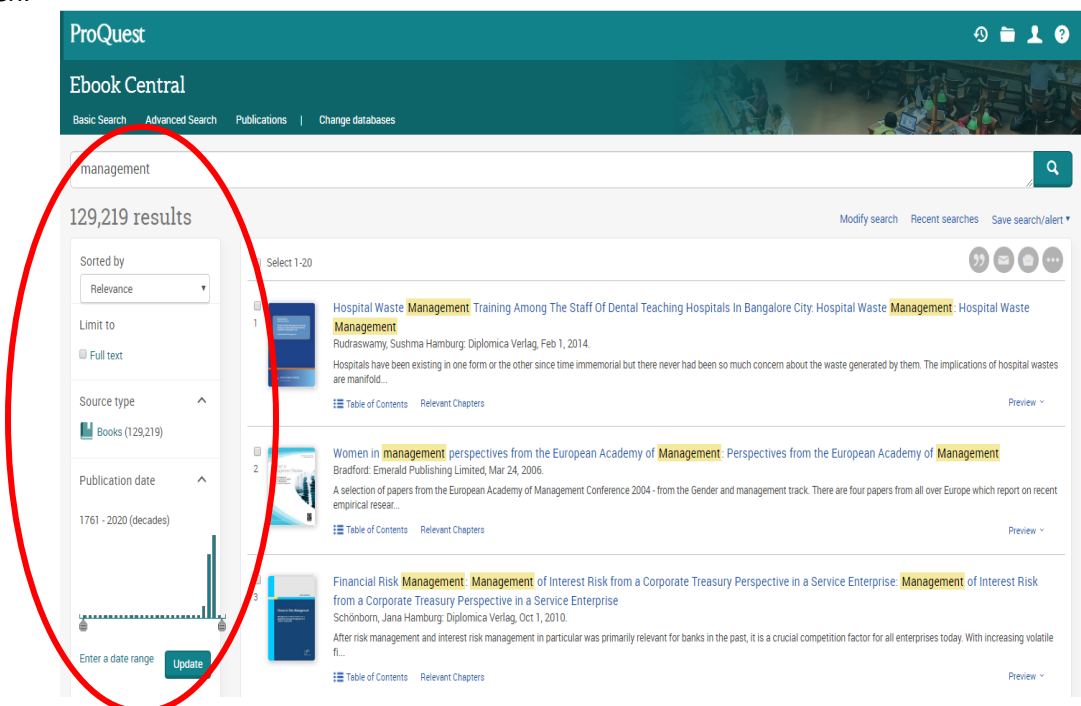 ProQuest
Ebook Central
Basic Search Advanced Search Publications | Change databases
management
129,219 results
Modify search Recent searches Save search/alert
Sorted by
Relevance
Limit to
Full text
Source type
Books (129,219)
Publication date
1761 - 2020 (decades)
Enter a date range Update
Select 1-20
1
Hospital Waste Management Training Among The Staff Of Dental Teaching Hospitals In Bangalore City: Hospital Waste Management: Hospital Waste
Management
Rudraswamy, Sushma Hamburg: Diplomica Verlag, Feb 1, 2014.
Hospitals have been existing in one form or the other since time immemorial but there never had been so much concern about the waste generated by them. The implications of hospital wastes
are manifold...
Table of Contents Relevant Chapters Preview
2
Women in management perspectives from the European Academy of Management: Perspectives from the European Academy of Management
Bradford: Emerald Publishing Limited, Mar 24, 2006.
A selection of papers from the European Academy of Management Conference 2004 - from the Gender and management track. There are four papers from all over Europe which report on recent
empirical resear...
Table of Contents Relevant Chapters Preview
3
Financial Risk Management: Management of Interest Risk from a Corporate Treasury Perspective in a Service Enterprise: Management of Interest Risk
from a Corporate Treasury Perspective in a Service Enterprise
Schönborn, Jana Hamburg: Diplomica Verlag, Oct 1, 2010.
After risk management and interest risk management in particular was primarily relevant for banks in the past, it is a crucial competition factor for all enterprises today. With increasing volatile
fi...
Table of Contents Relevant Chapters Preview